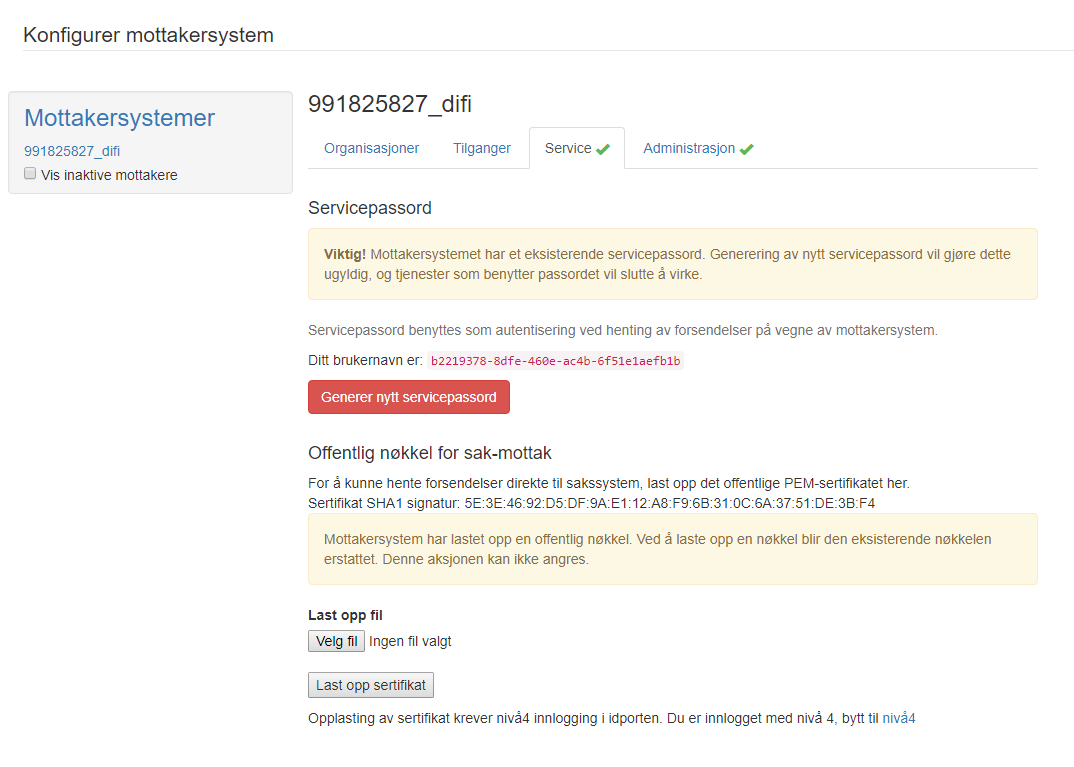 Konfigurer mottakersystem
Mottakersystemer
991825827_difi
Vis inaktive mottakere
991825827_difi
Organisasjoner Tilganger Service Administrasjon
Servicepassord
Viktig! Mottakersystemet har et eksisterende servicepassord. Generering av nytt servicepassord vil gjøre dette
ugyldig, og tjenester som benytter passordet vil slutte å virke.
Servicepassord benyttes som autentisering ved henting av forsendelser på vegne av mottakersystem.
Ditt brukernavn er: b2219378-8dfe-460e-ac4b-6f51e1aefb1b
Generer nytt servicepassord
Offentlig nøkkel for sak-mottak
For å kunne hente forsendelser direkte til sakssystem, last opp det offentlige PEM-sertifikatet her.
Sertifikat SHA1 signatur: 5E:3E:46:92:D5:DF:9A:E1:12:A8:F9:6B:31:0C:6A:37:51:DE:3B:F4
Mottakersystem har lastet opp en offentlig nøkkel. Ved å laste opp en nøkkel blir den eksisterende nøkkelen
erstattet. Denne aksjonen kan ikke angres.
Last opp fil
Velg fil Ingen fil valgt
Last opp sertifikat
Opplasting av sertifikat krever nivå4 innlogging i idporten. Du er innlogget med nivå 4, bytt til nivå4